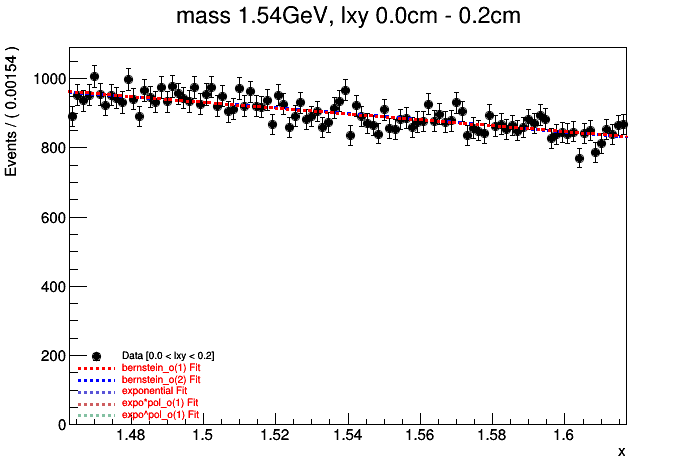 mass 1.54GeV, lxy 0.0cm - 0.2cm
Events / ( 0.00154 )
1000
800
600
400
200
0
Data [0.0 < lxy < 0.2]
bernstein_o(1) Fit
bernstein_o(2) Fit
exponential Fit
expo*pol_o(1) Fit
expo^pol_o(1) Fit
1.48 1.5 1.52 1.54 1.56 1.58 1.6
x